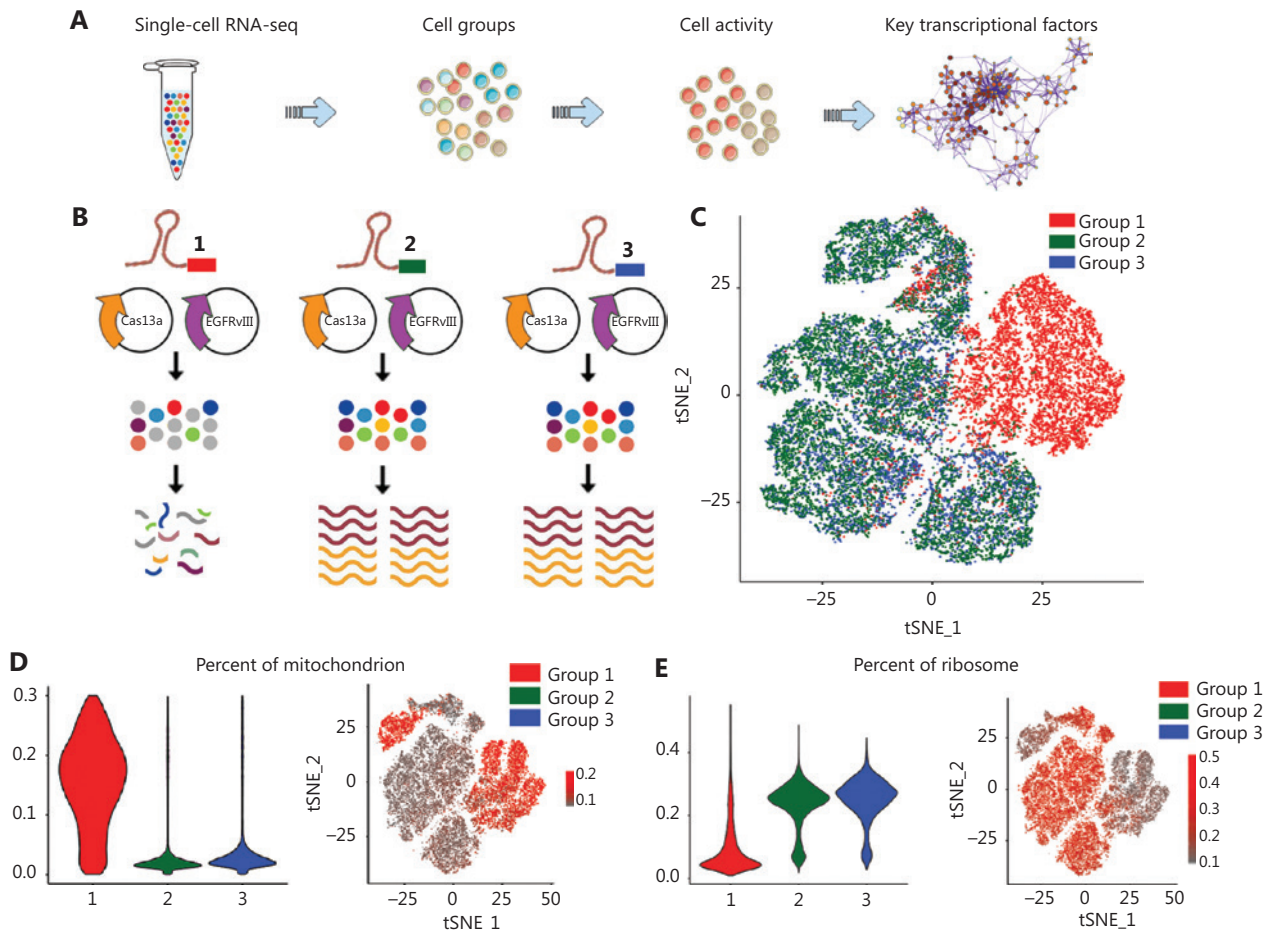 A
Single-cell RNA-seq
Cell groups
Cell activity
Key transcriptional factors
B
1
2
3
Cas13a
EGFRvIII
Cas13a
EGFRvIII
Cas13a
EGFRvIII
C
Group 1
Group 2
Group 3
25
0
−25
tSNE_2
−25
0
25
tSNE_1
D
Percent of mitochondrion
Group 1
Group 2
Group 3
0.3
0.2
0.1
0.0
1
2
3
25
0
−25
tSNE_2
0.2
0.1
−25
0
25
50
tSNE_1
E
Percent of ribosome
Group 1
Group 2
Group 3
0.4
0.2
0.0
1
2
3
25
0
−25
tSNE_2
0.5
0.4
0.3
0.2
0.1
−25
0
25
50
tSNE_1